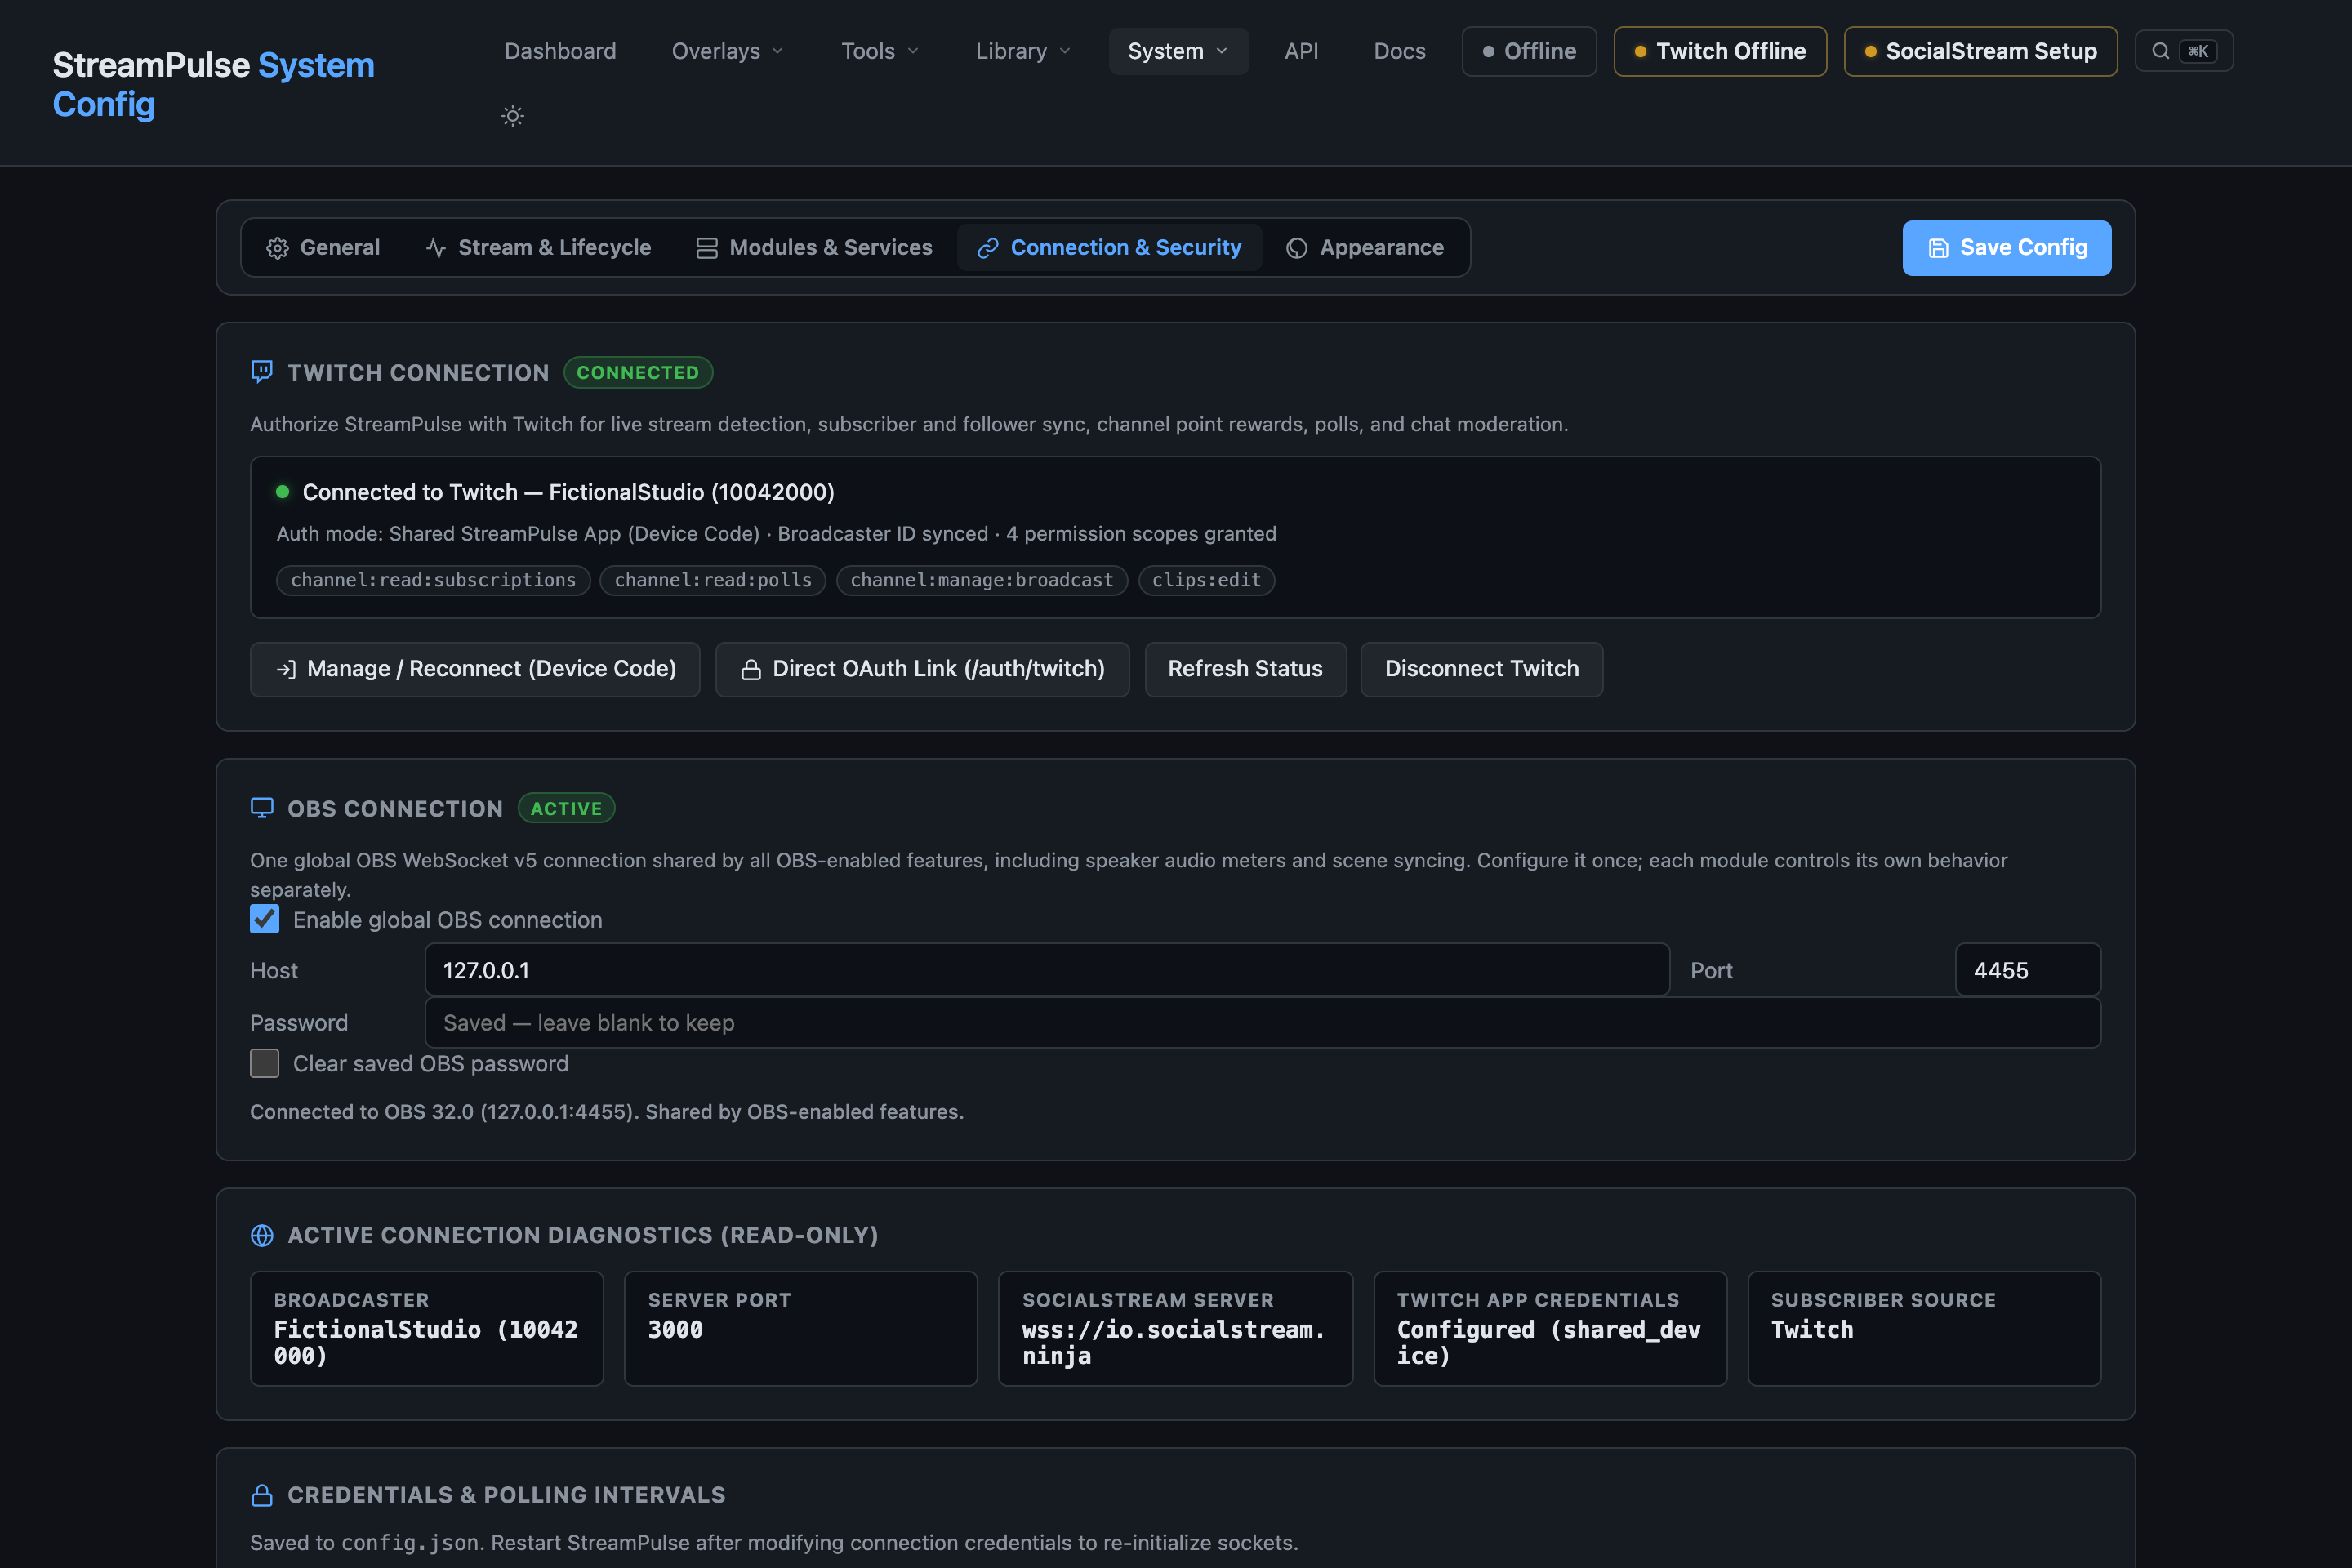 StreamPulse System
Config
Dashboard Overlays Tools Library System API Docs Offline Twitch Offline SocialStream Setup ⌘K
General Stream & Lifecycle Modules & Services Connection & Security Appearance Save Config
TWITCH CONNECTION CONNECTED
Authorize StreamPulse with Twitch for live stream detection, subscriber and follower sync, channel point rewards, polls, and chat moderation.
Connected to Twitch — FictionalStudio (10042000)
Auth mode: Shared StreamPulse App (Device Code) · Broadcaster ID synced · 4 permission scopes granted
channel:read:subscriptions channel:read:polls channel:manage:broadcast clips:edit
Manage / Reconnect (Device Code) Direct OAuth Link (/auth/twitch) Refresh Status Disconnect Twitch
OBS CONNECTION ACTIVE
One global OBS WebSocket v5 connection shared by all OBS-enabled features, including speaker audio meters and scene syncing. Configure it once; each module controls its own behavior
separately.
Enable global OBS connection
Host 127.0.0.1 Port 4455
Password Saved — leave blank to keep
Clear saved OBS password
Connected to OBS 32.0 (127.0.0.1:4455). Shared by OBS-enabled features.
ACTIVE CONNECTION DIAGNOSTICS (READ-ONLY)
BROADCASTER
FictionalStudio (10042
000)
SERVER PORT
3000
SOCIALSTREAM SERVER
wss://io.socialstream.
ninja
TWITCH APP CREDENTIALS
Configured (shared_dev
ice)
SUBSCRIBER SOURCE
Twitch
CREDENTIALS & POLLING INTERVALS
Saved to config.json. Restart StreamPulse after modifying connection credentials to re-initialize sockets.